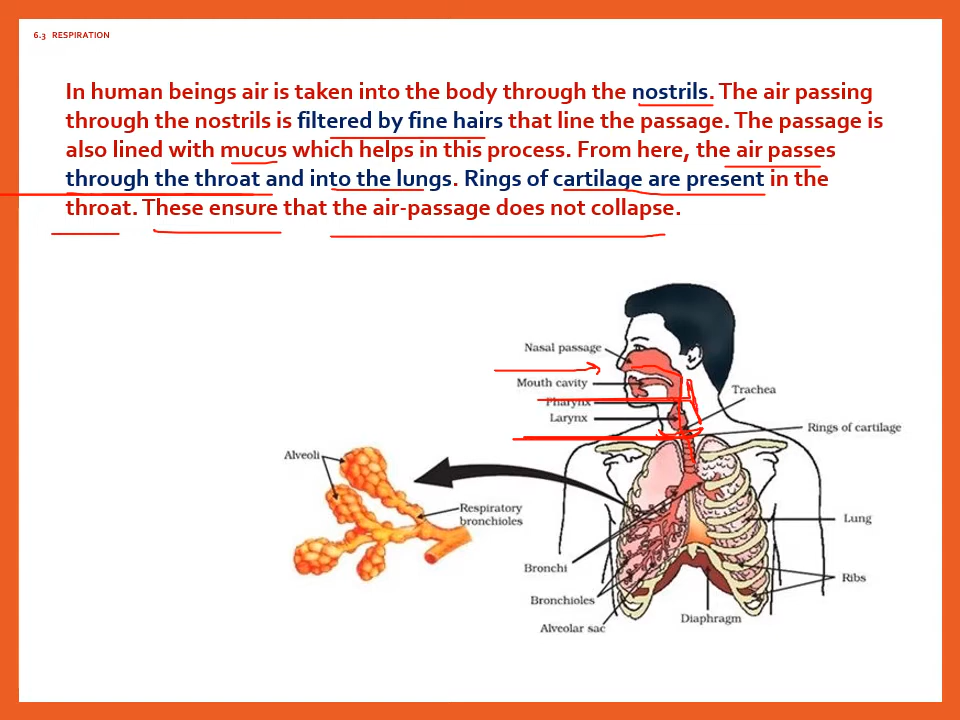 6.3 RESPIRATION
In human beings air is taken into the body through the nostrils. The air passing
through the nostrils is filtered by fine hairs that line the passage. The passage is
also lined with mucus which helps in this process. From here, the air passes
through the throat and into the lungs. Rings of cartilage are present in the
throat. These ensure that the air-passage does not collapse.
Nasal passage
Mouth cavity
Pharynx
Larynx
Trachea
Rings of cartilage
Alveoli
Respiratory
bronchioles
Lung
Bronchi
Ribs
Bronchioles
Diaphragm
Alveolar sac